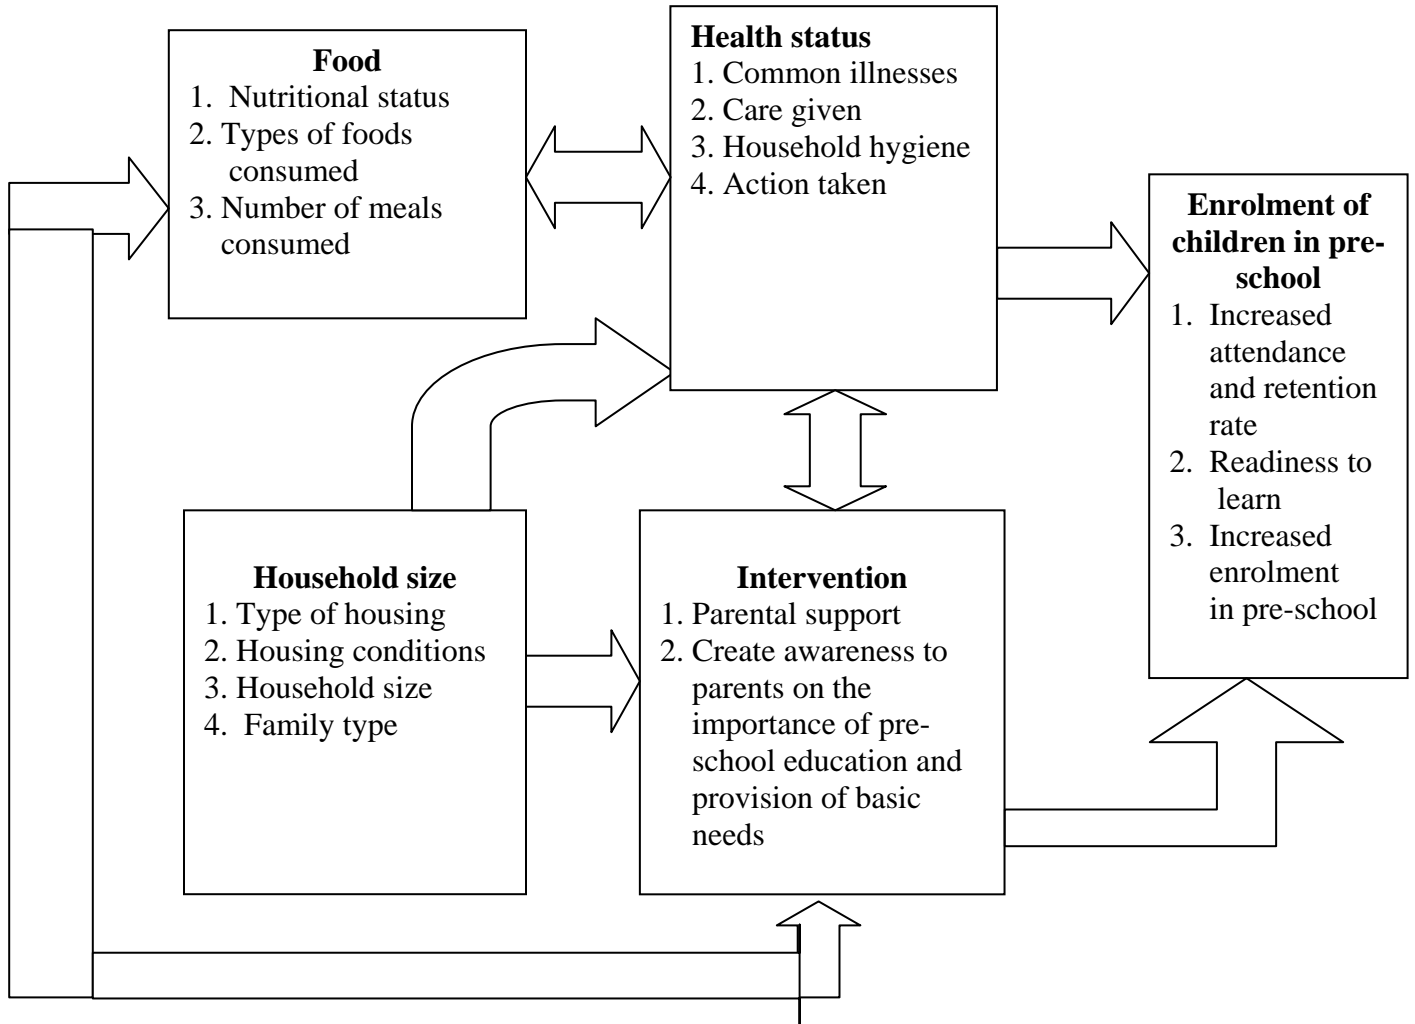 Food
1. Nutritional status
2. Types of foods
consumed
3. Number of meals
consumed
Health status
1. Common illnesses
2. Care given
3. Household hygiene
4. Action taken
Enrolment of
children in pre-
school
1. Increased
attendance
and retention
rate
2. Readiness to
learn
3. Increased
enrolment
in pre-school
Household size
1. Type of housing
2. Housing conditions
3. Household size
4. Family type
Intervention
1. Parental support
2. Create awareness to
parents on the
importance of pre-
school education and
provision of basic
needs